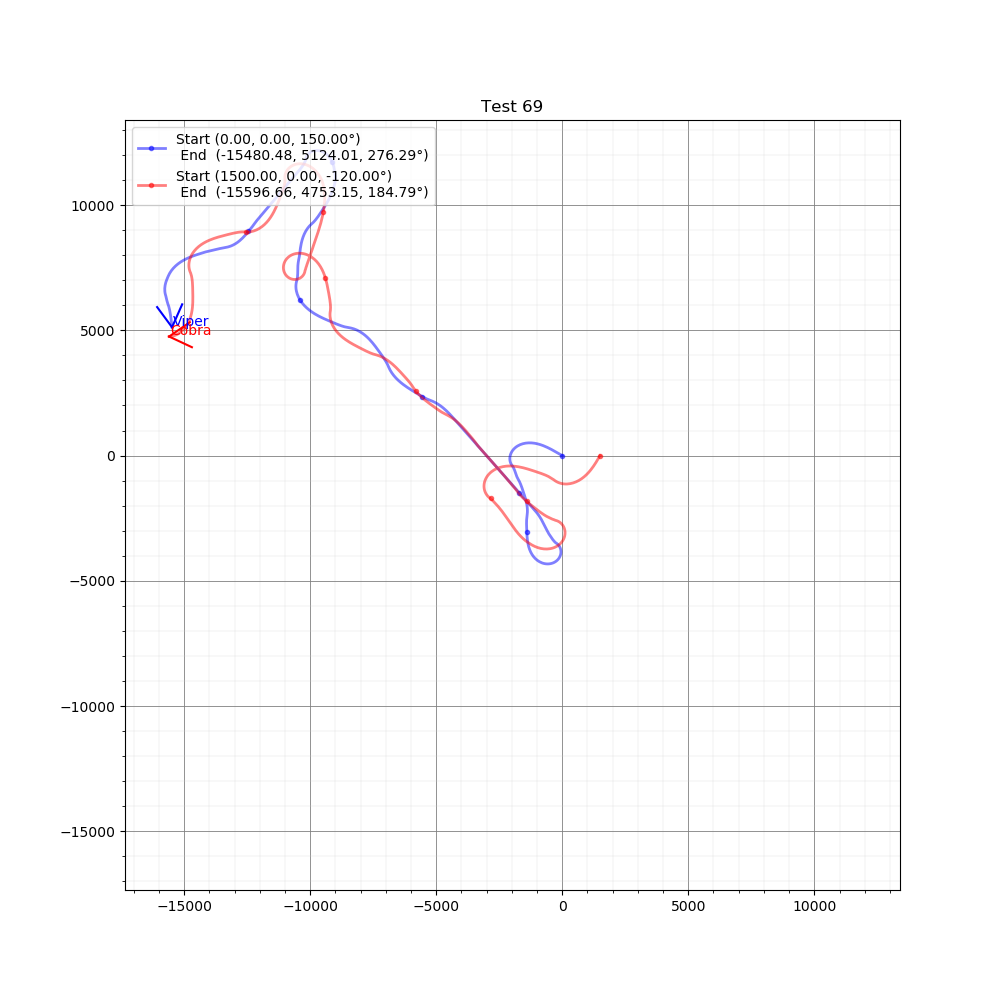 Test 69
Start (0.00, 0.00, 150.00°)
End  (-15480.48, 5124.01, 276.29°)
Start (1500.00, 0.00, -120.00°)
End  (-15596.66, 4753.15, 184.79°)
10000
5000
0
−5000
−10000
−15000
Viper
Cobra
−15000 −10000 −5000 0 5000 10000